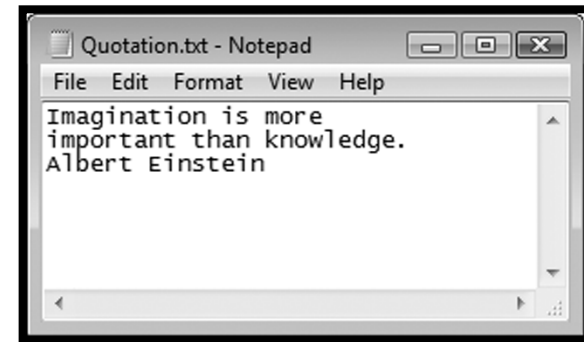 Quotation.txt - Notepad
File Edit Format View Help
Imagination is more
important than knowledge.
Albert Einstein